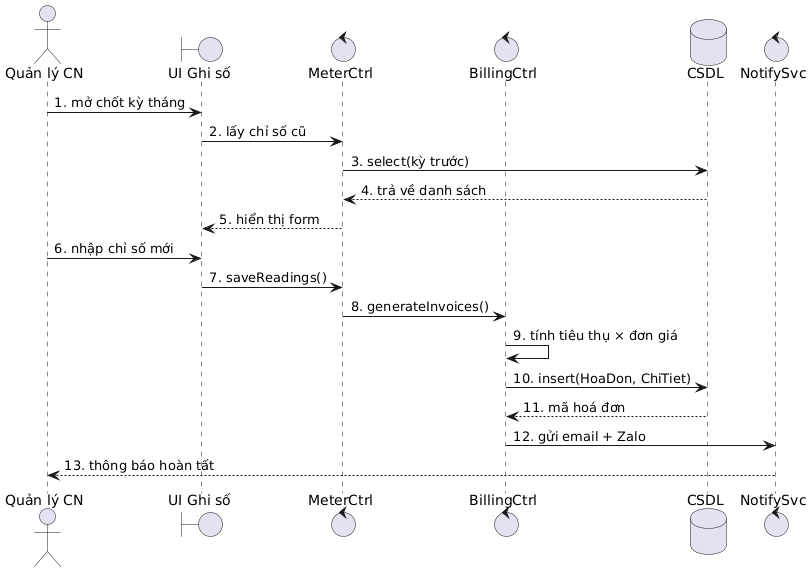 Quản lý CN
UI Ghi số
MeterCtrl
BillingCtrl
CSDL
NotifySvc
1. mở chốt kỳ tháng
2. lấy chỉ số cũ
3. select(kỳ trước)
4. trả về danh sách
5. hiển thị form
6. nhập chỉ số mới
7. saveReadings()
8. generateInvoices()
9. tính tiêu thụ × đơn giá
10. insert(HoaDon, ChiTiet)
11. mã hoá đơn
12. gửi email + Zalo
13. thông báo hoàn tất
Quản lý CN
UI Ghi số
MeterCtrl
BillingCtrl
CSDL
NotifySvc